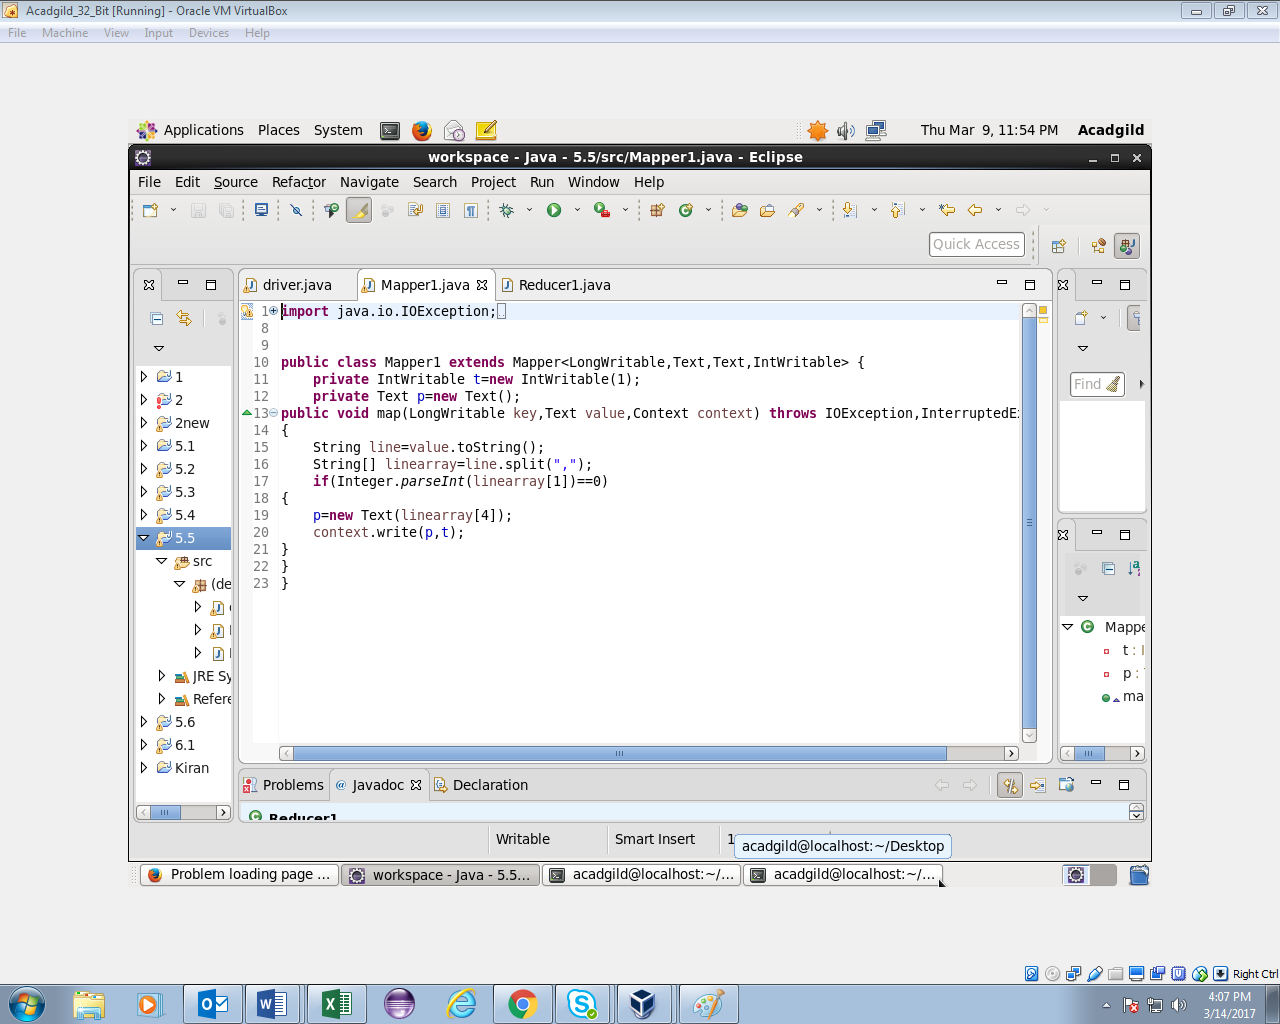 Acadgild_32_Bit [Running] - Oracle VM VirtualBox
File Machine View Input Devices Help
Applications Places System Thu Mar 9, 11:54 PM Acadgild
workspace - Java - 5.5/src/Mapper1.java - Eclipse
File Edit Source Refactor Navigate Search Project Run Window Help
Quick Access
driver.java Mapper1.java Reducer1.java
1 import java.io.IOException;
8
9
10 public class Mapper1 extends Mapper<LongWritable,Text,Text,IntWritable> {
11 private IntWritable t=new IntWritable(1);
12 private Text p=new Text();
13 public void map(LongWritable key,Text value,Context context) throws IOException,InterruptedE
14 {
15 String line=value.toString();
16 String[] linearray=line.split(",");
17 if(Integer.parseInt(linearray[1])==0)
18 {
19 p=new Text(linearray[4]);
20 context.write(p,t);
21 }
22 }
23 }
1
2
2new
5.1
5.2
5.3
5.4
5.5
src
(de
JRE Sy
Refere
5.6
6.1
Kiran
Find
Mappe
t :
p :
ma
Problems Javadoc Declaration
Reducer1
Writable Smart Insert 1
acadgild@localhost:~/Desktop
Problem loading page ... workspace - Java - 5.5... acadgild@localhost:~/... acadgild@localhost:~/...
Right Ctrl
4:07 PM
3/14/2017